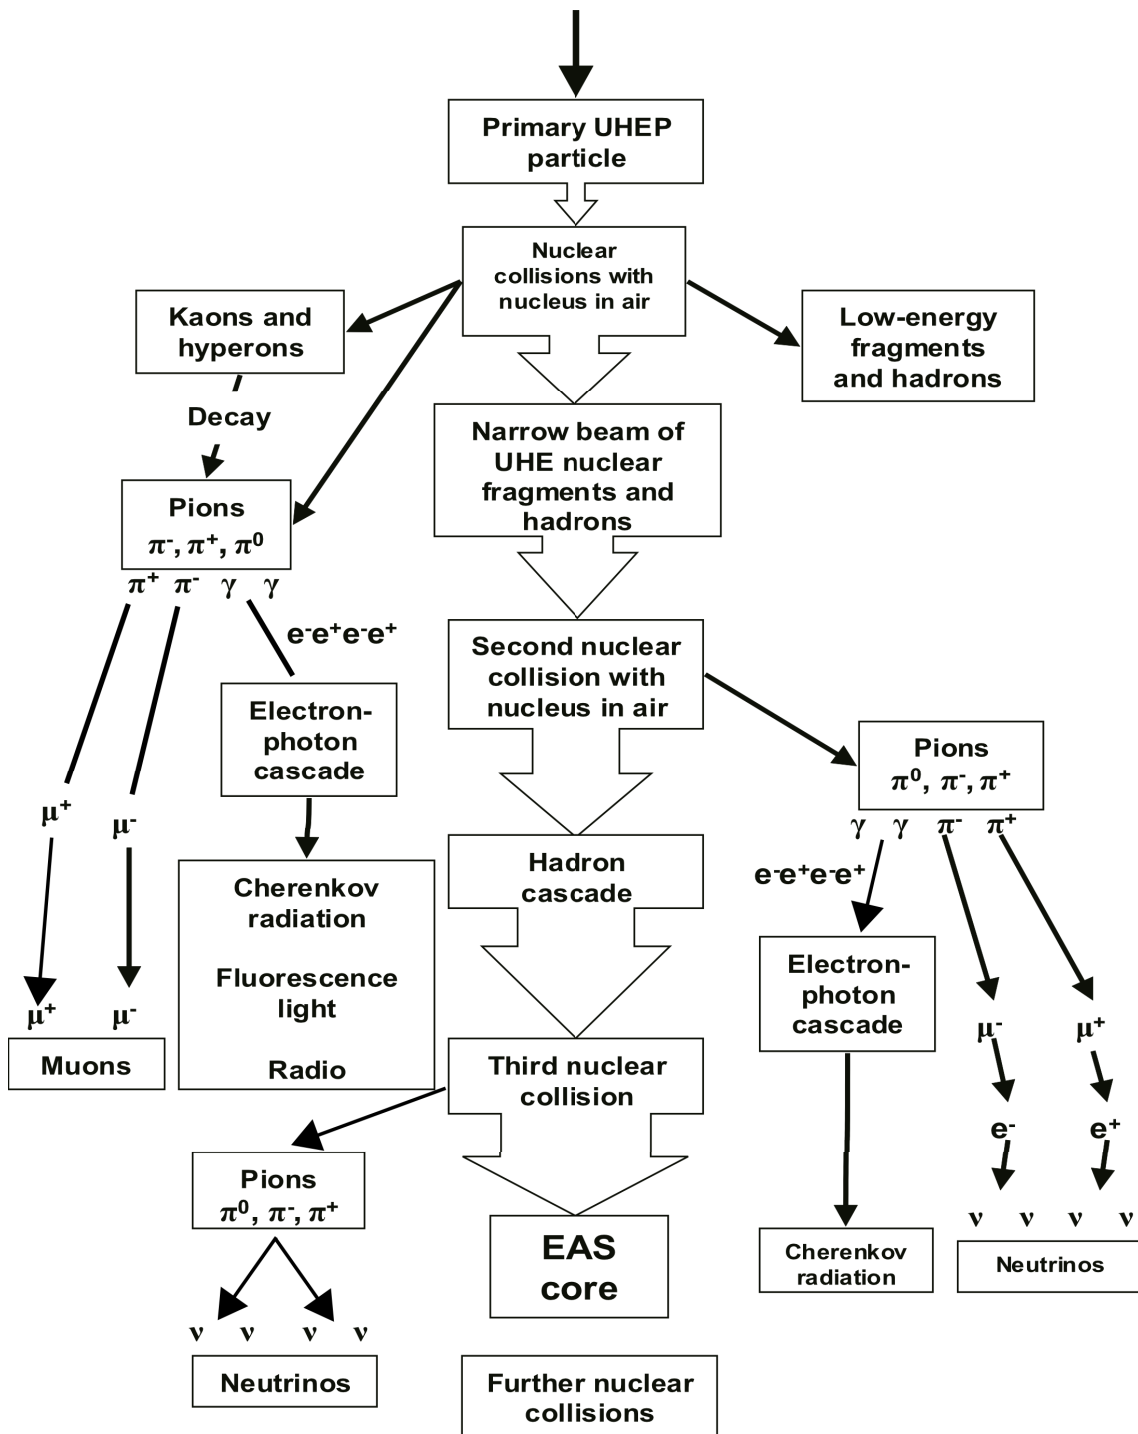 Primary UHEP
particle
Nuclear
collisions with
nucleus in air
Kaons and
hyperons
Low-energy
fragments
and hadrons
Decay
Narrow beam of
UHE nuclear
fragments and
hadrons
Pions
π⁻, π⁺, π⁰
π⁺ π⁻ γ γ
e⁻e⁺e⁻e⁺
Second nuclear
collision with
nucleus in air
Electron-
photon
cascade
Pions
π⁰, π⁻, π⁺
γ γ π⁻ π⁺
μ⁺ μ⁻
e⁻e⁺e⁻e⁺
Hadron
cascade
Cherenkov
radiation
Fluorescence
light
Radio
Electron-
photon
cascade
μ⁺ μ⁻
Muons
μ⁻ μ⁺
Third nuclear
collision
e⁻ e⁺
Pions
π⁰, π⁻, π⁺
ν ν ν ν
Neutrinos
Cherenkov
radiation
EAS
core
ν ν ν ν
Neutrinos
Further nuclear
collisions